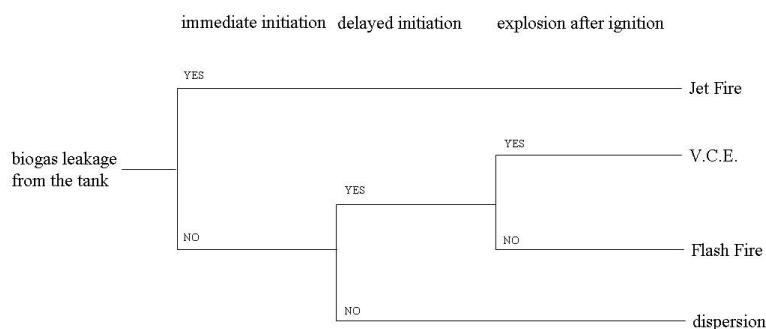 immediate initiation delayed initiation explosion after ignition
YES
Jet Fire
YES
V.C.E.
biogas leakage
from the tank
YES
NO
NO
Flash Fire
NO
dispersion